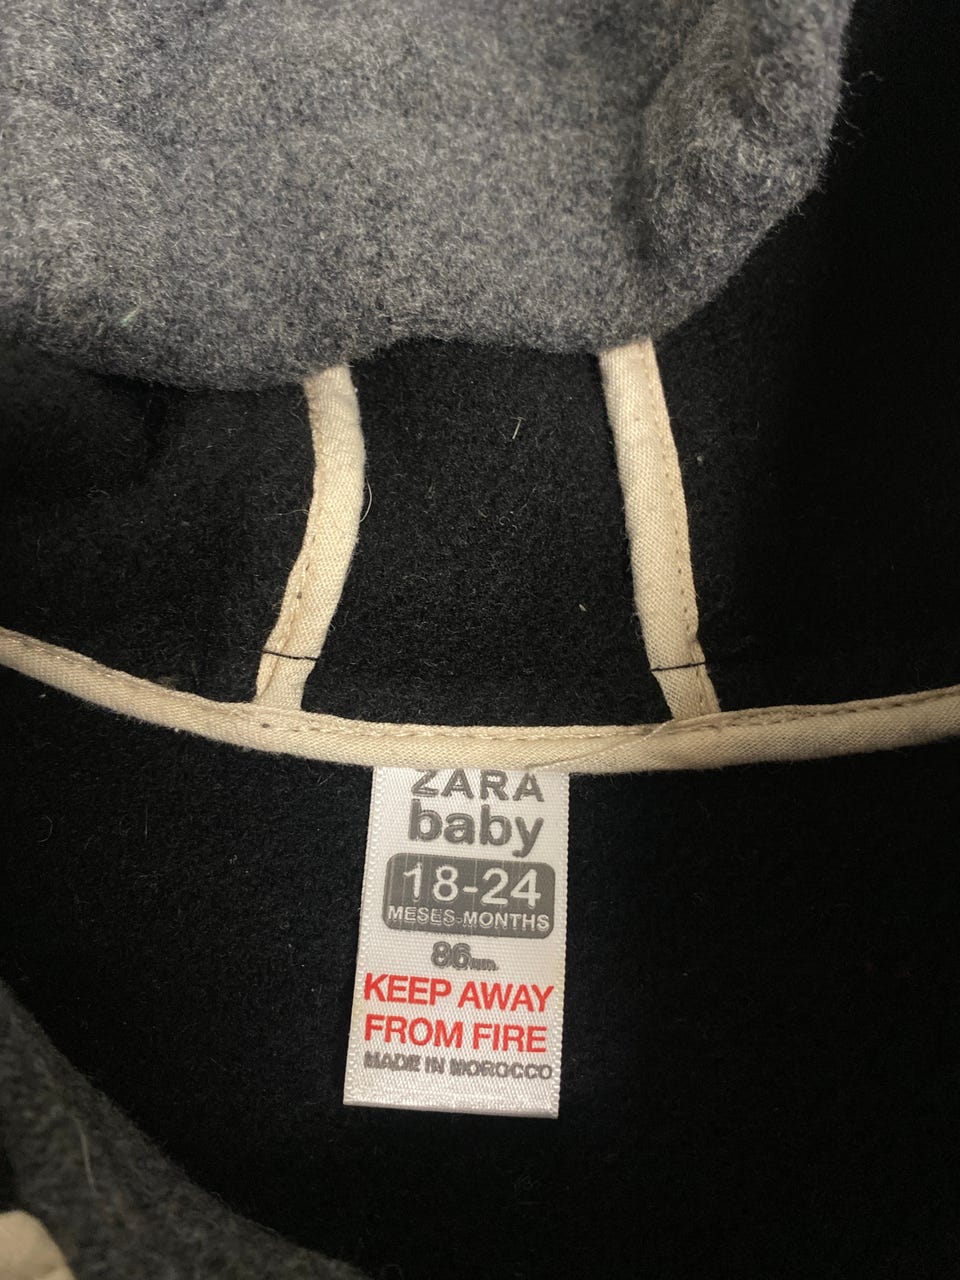 ZARA
baby
18-24
MESES-MONTHS
86cm
KEEP AWAY
FROM FIRE
MADE IN MOROCCO